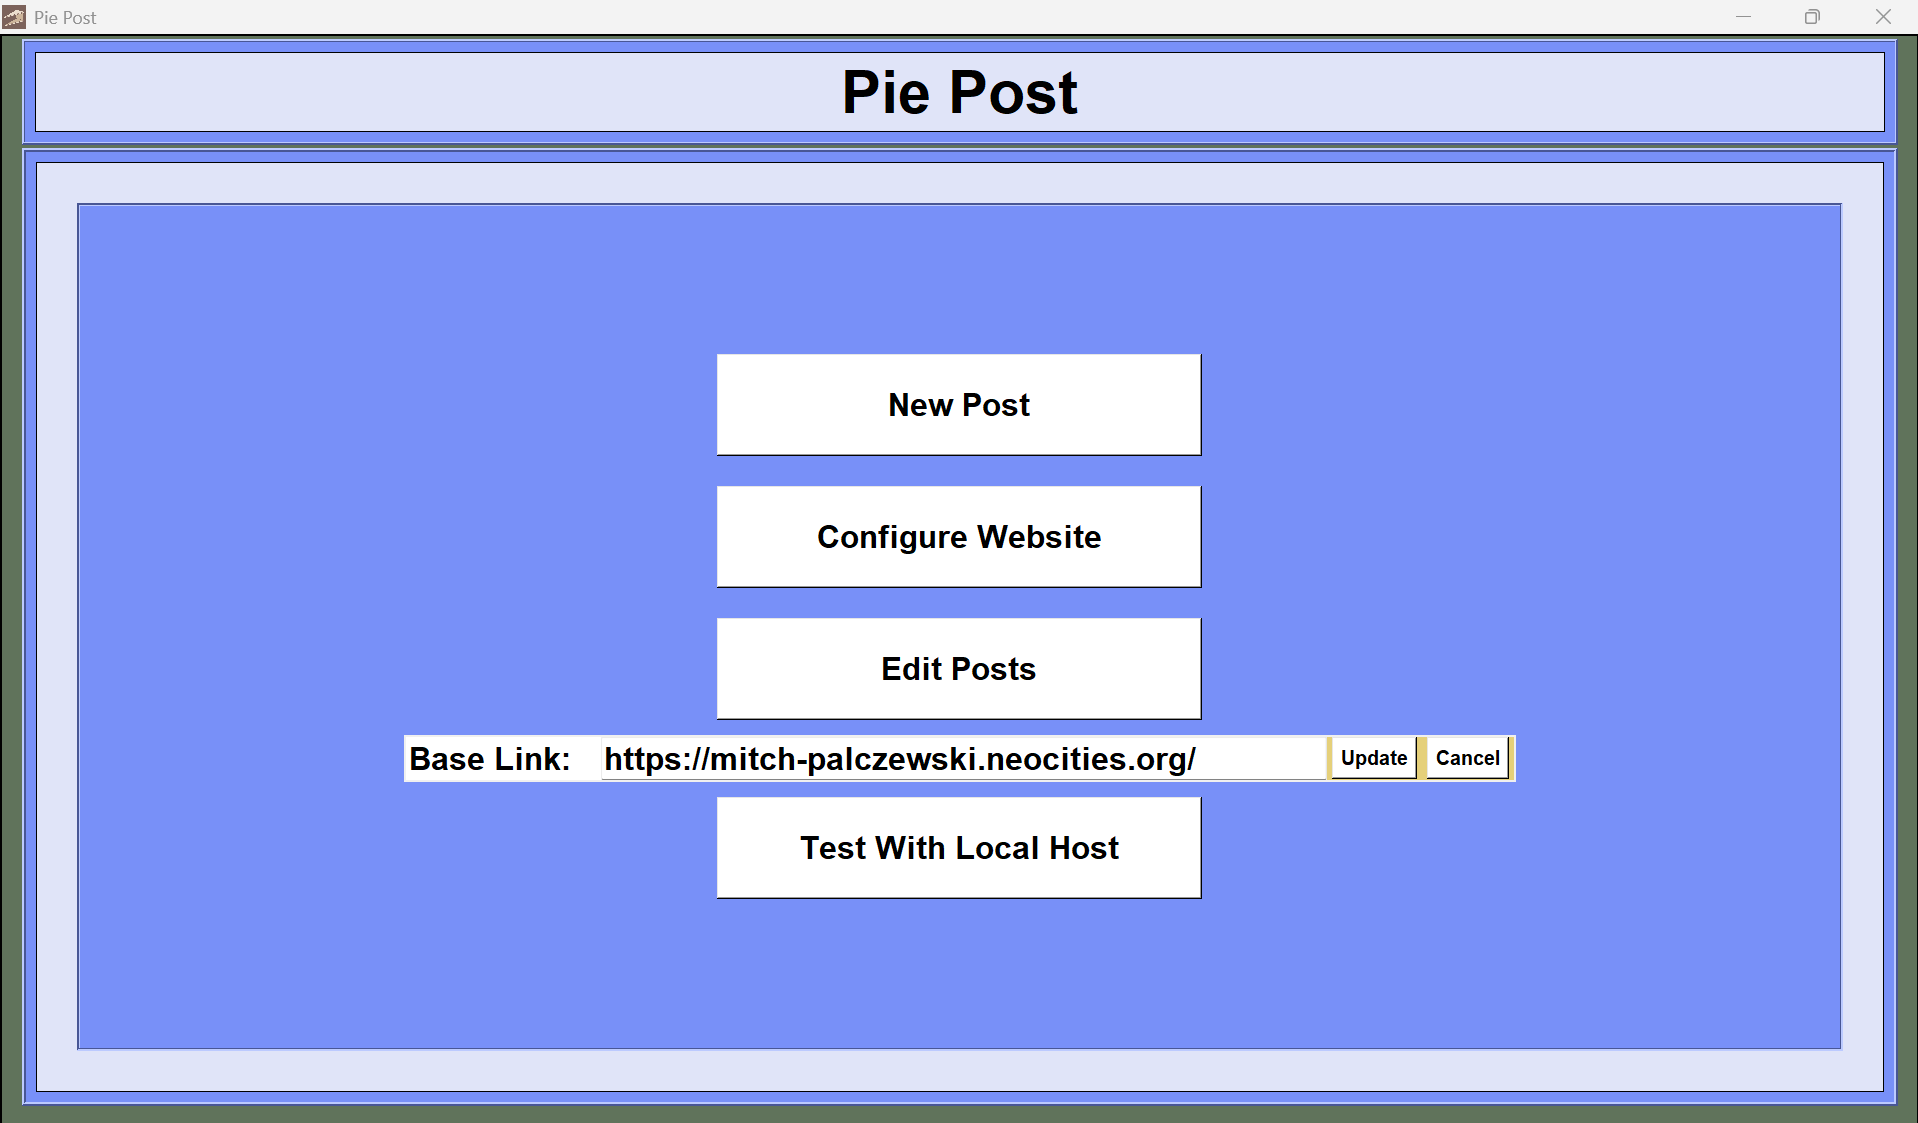 Pie Post
Pie Post
New Post
Configure Website
Edit Posts
Base Link: https://mitch-palczewski.neocities.org/ Update Cancel
Test With Local Host